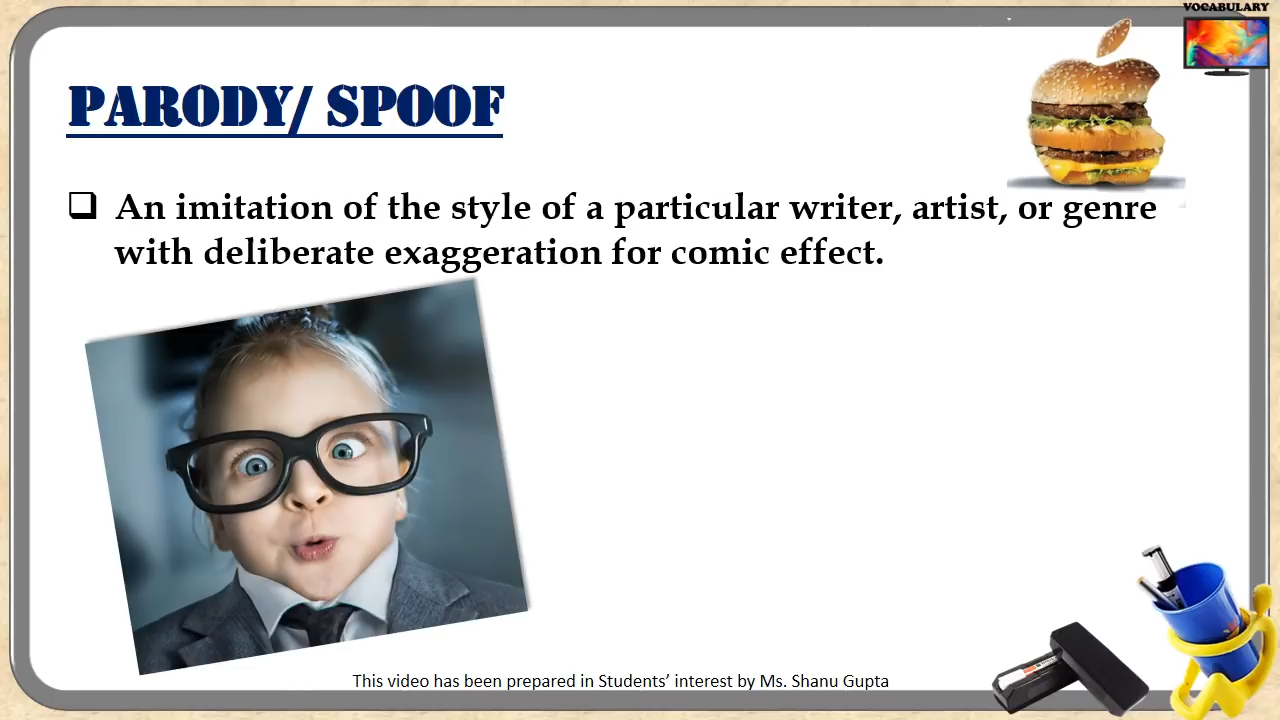 VOCABULARY
PARODY/ SPOOF
An imitation of the style of a particular writer, artist, or genre
with deliberate exaggeration for comic effect.
This video has been prepared in Students’ interest by Ms. Shanu Gupta